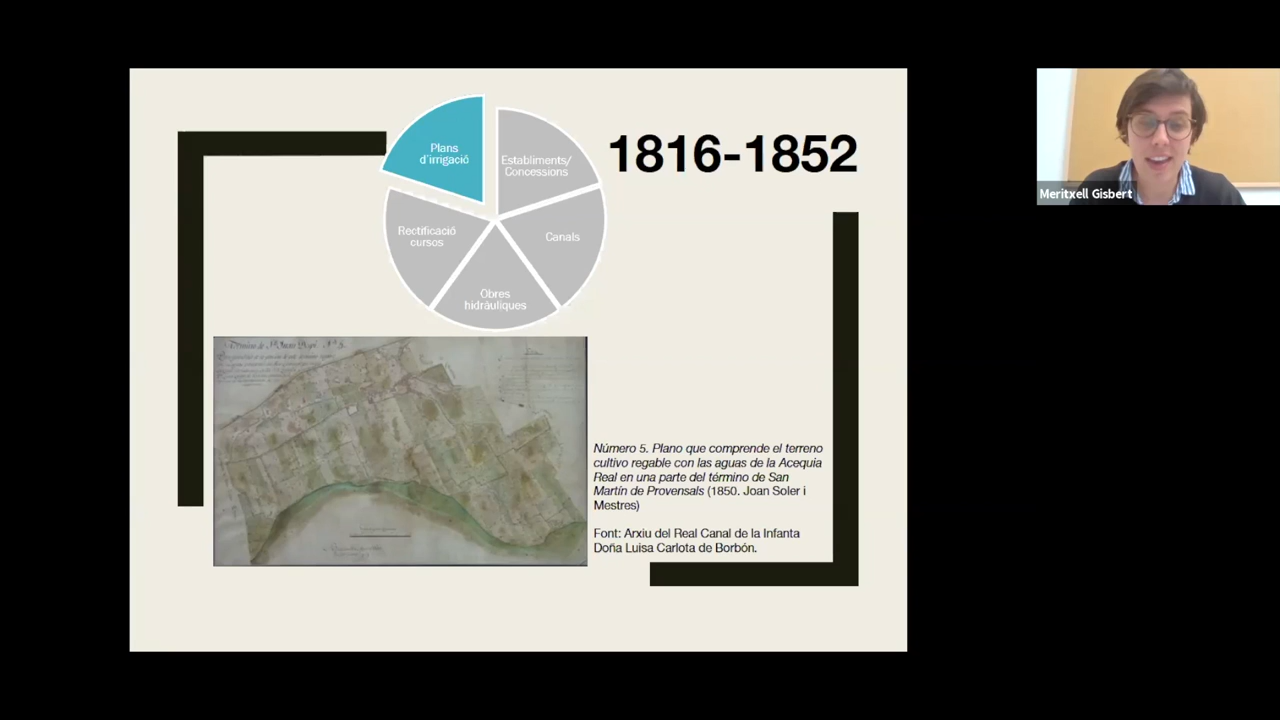 1816-1852
Plans
d'irrigació
Establiments/
Concessions
Rectificació
cursos
Canals
Obres
hidràuliques
Número 5. Plano que comprende el terreno
cultivo regable con las aguas de la Acequia
Real en una parte del término de San
Martín de Provensals (1850. Joan Soler i
Mestres)
Font: Arxiu del Real Canal de la Infanta
Doña Luisa Carlota de Borbón.
Meritxell Gisbert